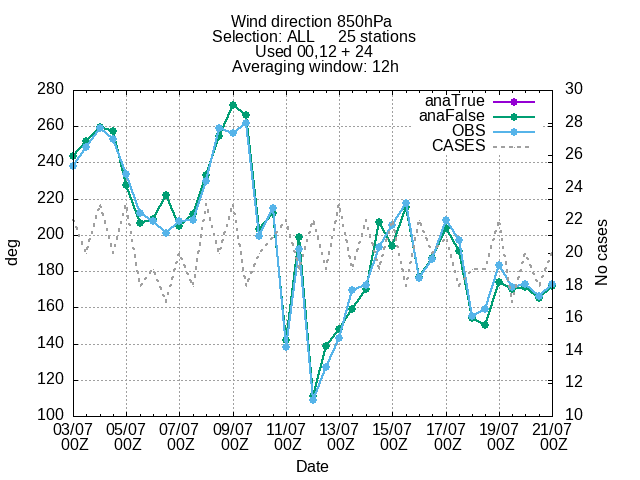 Wind direction 850hPa
Selection: ALL 25 stations
Used 00,12 + 24
Averaging window: 12h
280 30
260 28
240 26
220 24
200 22
180 20
160 18
140 16
120 14
100 12
10
anaTrue
anaFalse
OBS
CASES
deg
No cases
03/07 05/07 07/07 09/07 11/07 13/07 15/07 17/07 19/07 21/07
00Z 00Z 00Z 00Z 00Z 00Z 00Z 00Z 00Z 00Z
Date